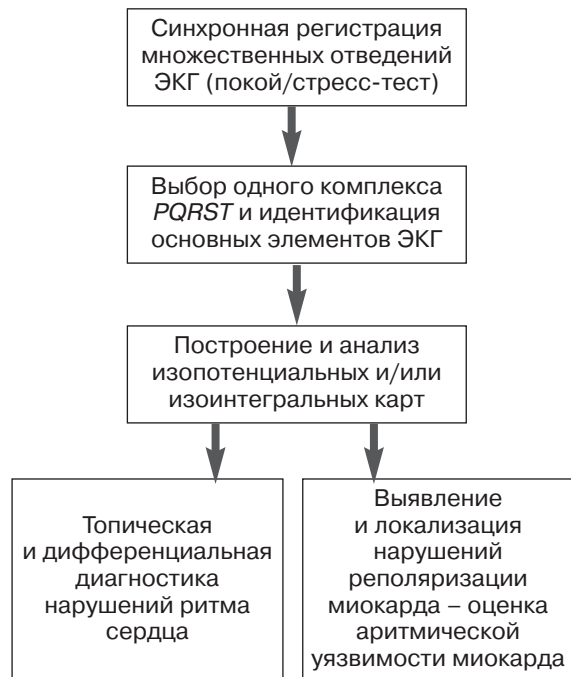 Синхронная регистрация
множественных отведений
ЭКГ (покой/стресс-тест)
Выбор одного комплекса
PQRST и идентификация
основных элементов ЭКГ
Построение и анализ
изопотенциальных и/или
изоинтегральных карт
Топическая
и дифференциальная
диагностика
нарушений ритма
сердца
Выявление
и локализация
нарушений
реполяризации
миокарда – оценка
аритмической
уязвимости миокарда